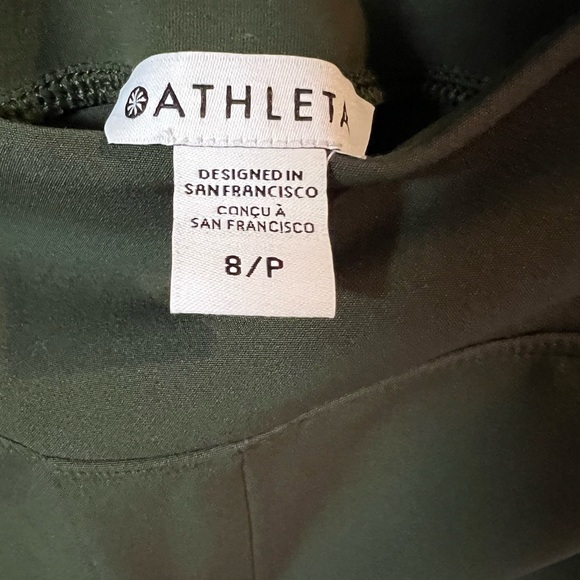 ATHLETA
DESIGNED IN
SAN FRANCISCO
CONÇU À
SAN FRANCISCO
8/P